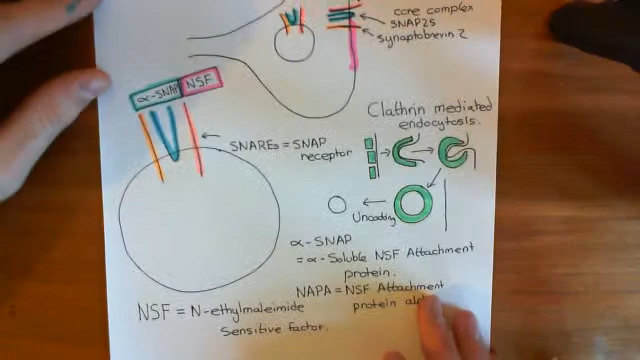 core complex
SNAP25
synaptobrevin 2
α-SNAP NSF
Clathrin mediated
endocytosis.
SNAREs = SNAP
receptor
Uncoating
α-SNAP
= α-Soluble NSF Attachment
protein.
NAPA = NSF Attachment
protein
NSF = N-ethylmaleimide
Sensitive factor.